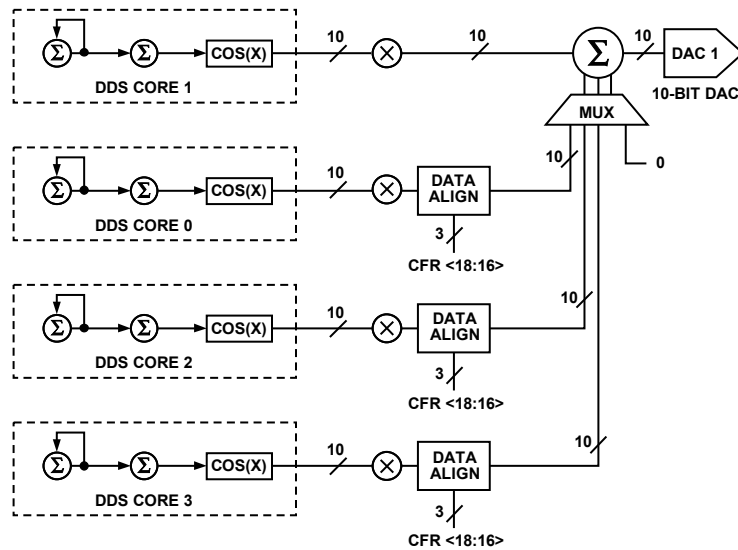 Σ Σ COS(X) 10 × 10 Σ 10 DAC 1
DDS CORE 1
10-BIT DAC
MUX
10
0
Σ Σ COS(X) 10 × DATA ALIGN
DDS CORE 0
3
CFR <18:16>
10
Σ Σ COS(X) 10 × DATA ALIGN
DDS CORE 2
3
CFR <18:16>
10
Σ Σ COS(X) 10 × DATA ALIGN
DDS CORE 3
3
CFR <18:16>